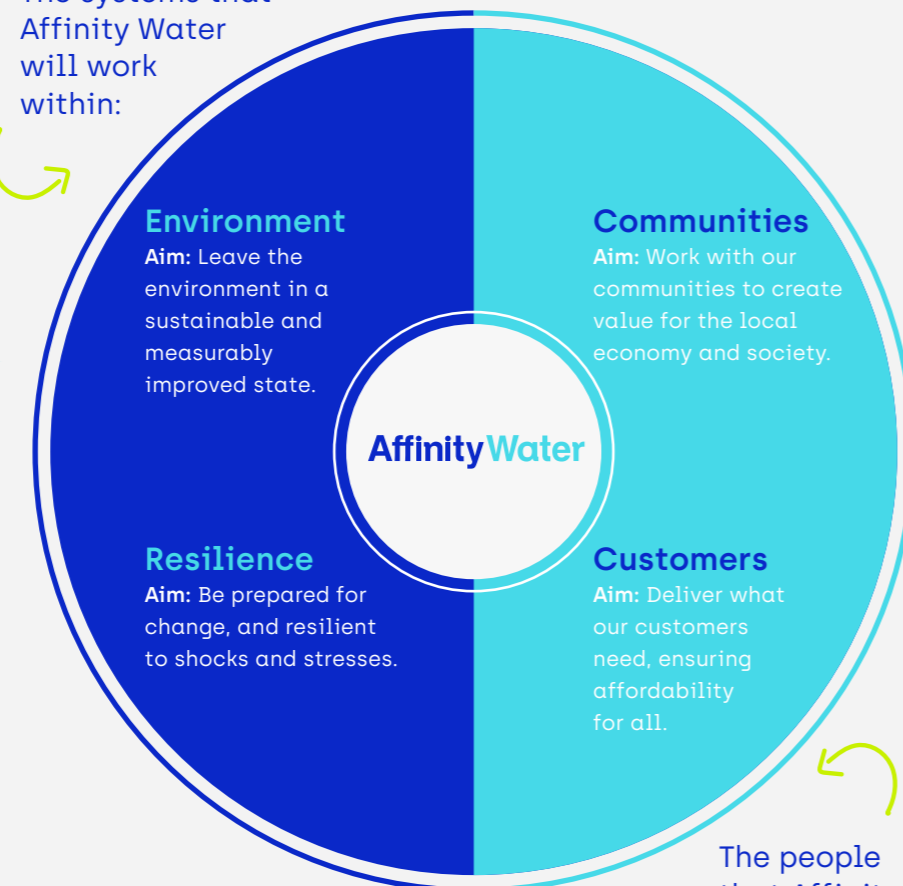 The systems that
Affinity Water
will work
within:
Environment
Aim: Leave the
environment in a
sustainable and
measurably
improved state.
Communities
Aim: Work with our
communities to create
value for the local
economy and society.
AffinityWater
Resilience
Aim: Be prepared for
change, and resilient
to shocks and stresses.
Customers
Aim: Deliver what
our customers
need, ensuring
affordability
for all.
The people